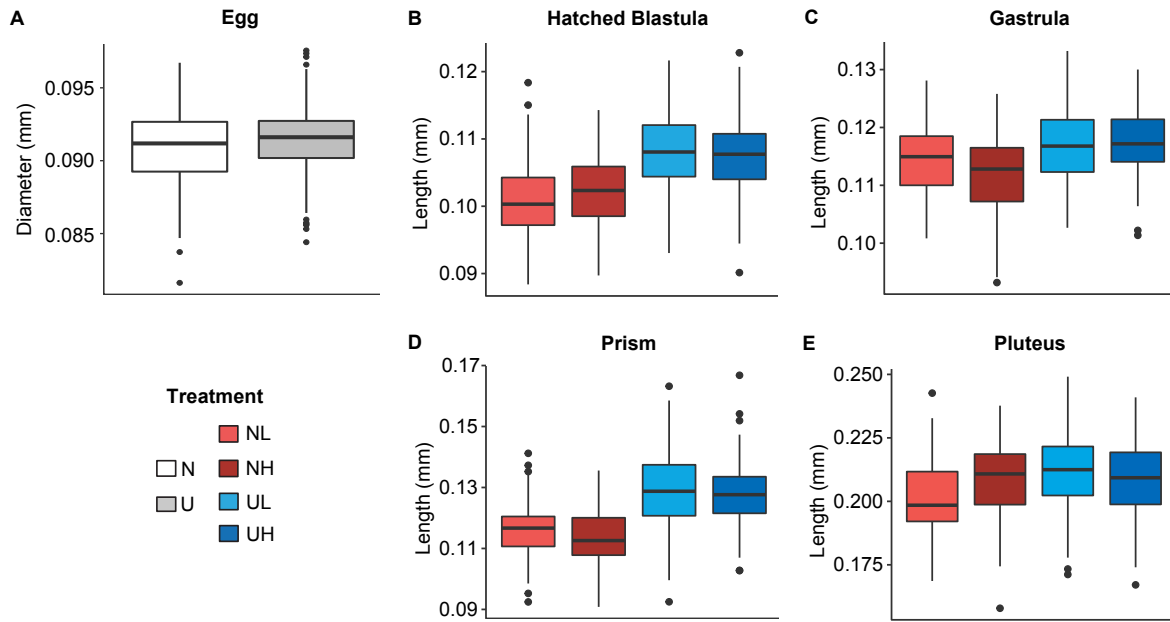 A
Egg
Diameter (mm)
0.095
0.090
0.085
B
Hatched Blastula
Length (mm)
0.12
0.11
0.10
0.09
C
Gastrula
Length (mm)
0.13
0.12
0.11
0.10
Treatment
N
U
NL
NH
UL
UH
D
Prism
Length (mm)
0.17
0.15
0.13
0.11
0.09
E
Pluteus
Length (mm)
0.250
0.225
0.200
0.175